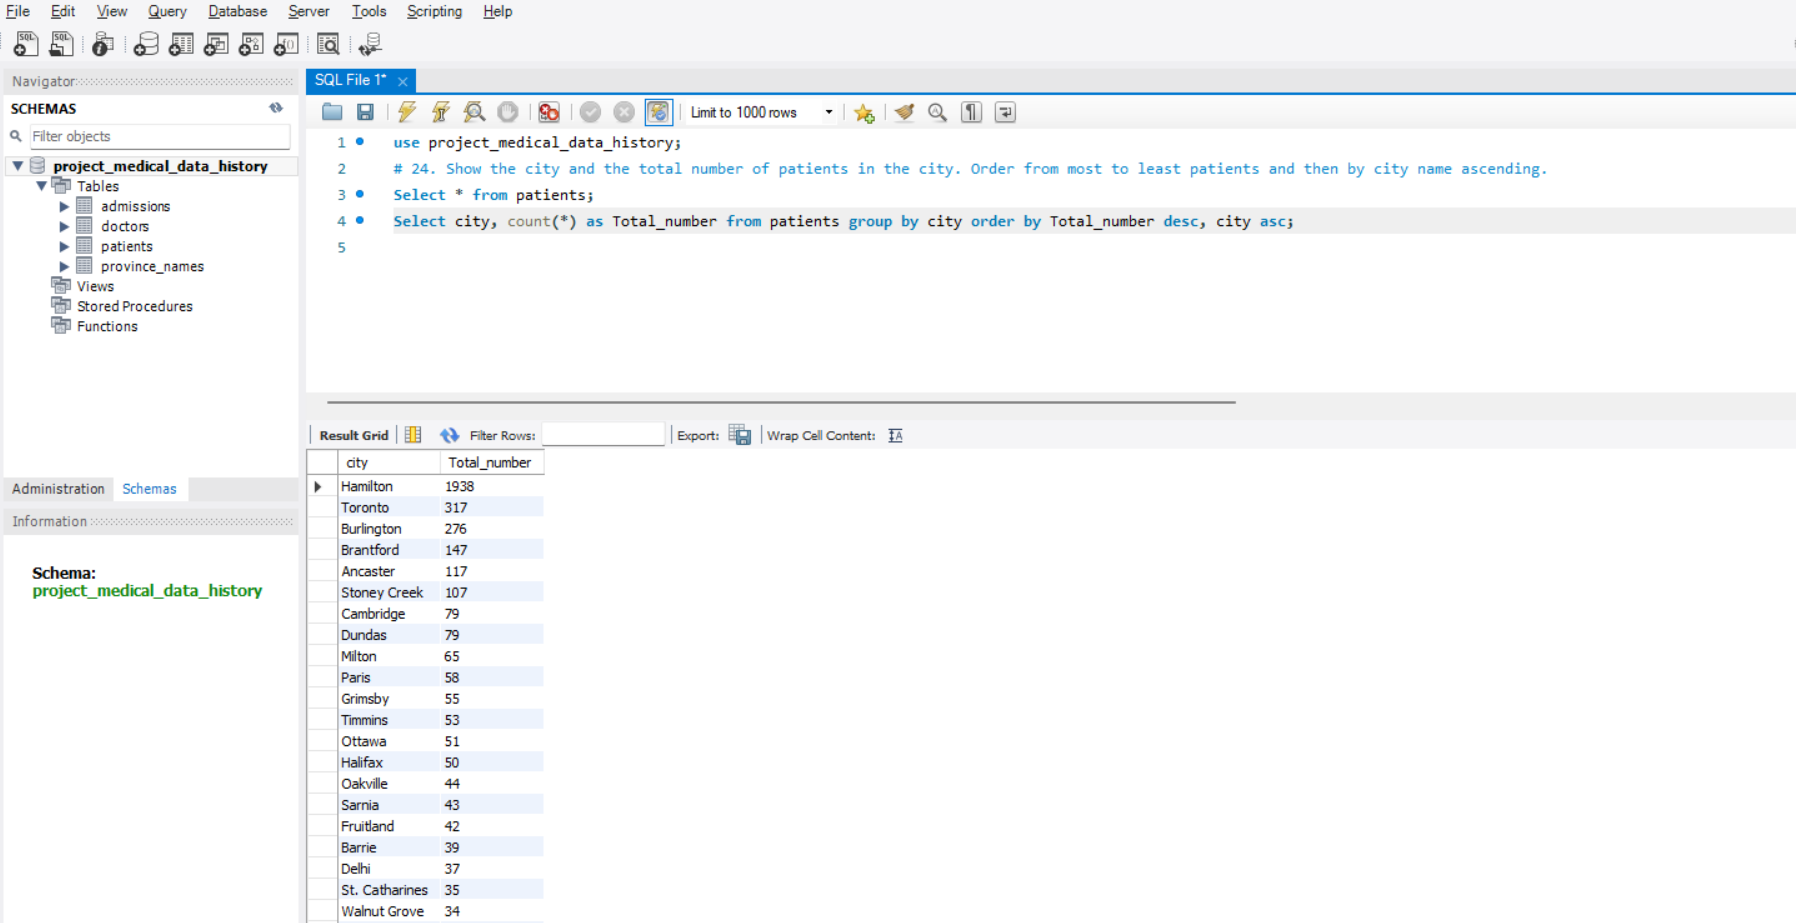 File Edit View Query Database Server Tools Scripting Help
Navigator
SCHEMAS
Filter objects
project_medical_data_history
Tables
admissions
doctors
patients
province_names
Views
Stored Procedures
Functions
Administration Schemas
Information
Schema:
project_medical_data_history
SQL File 1*
Limit to 1000 rows
1 use project_medical_data_history;
2 # 24. Show the city and the total number of patients in the city. Order from most to least patients and then by city name ascending.
3 Select * from patients;
4 Select city, count(*) as Total_number from patients group by city order by Total_number desc, city asc;
5
Result Grid Filter Rows: Export: Wrap Cell Content:
city Total_number
Hamilton 1938
Toronto 317
Burlington 276
Brantford 147
Ancaster 117
Stoney Creek 107
Cambridge 79
Dundas 79
Milton 65
Paris 58
Grimsby 55
Timmins 53
Ottawa 51
Halifax 50
Oakville 44
Sarnia 43
Fruitland 42
Barrie 39
Delhi 37
St. Catharines 35
Walnut Grove 34